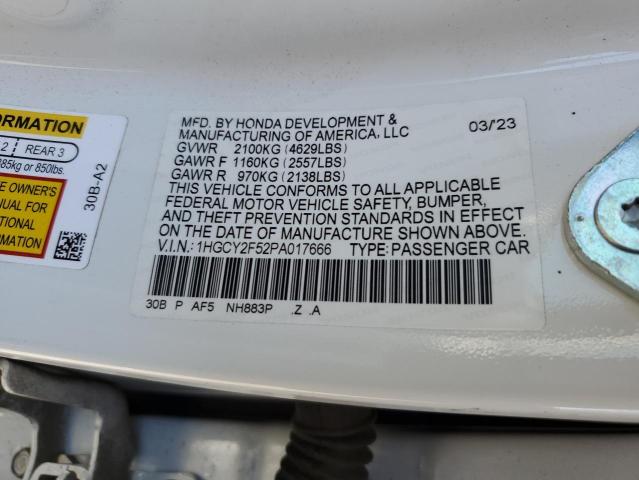 ORMATION
2 | REAR 3
385kg or 850lbs.
E OWNER'S
NUAL FOR
ITIONAL
RMATION
30B-A2
MFD. BY HONDA DEVELOPMENT &
MANUFACTURING OF AMERICA, LLC
03/23
GVWR 2100KG (4629LBS)
GAWR F 1160KG (2557LBS)
GAWR R 970KG (2138LBS)
THIS VEHICLE CONFORMS TO ALL APPLICABLE
FEDERAL MOTOR VEHICLE SAFETY, BUMPER,
AND THEFT PREVENTION STANDARDS IN EFFECT
ON THE DATE OF MANUFACTURE SHOWN ABOVE.
V.I.N.: 1HGCY2F52PA017666 TYPE: PASSENGER CAR
30B P AF5 NH883P .Z .A